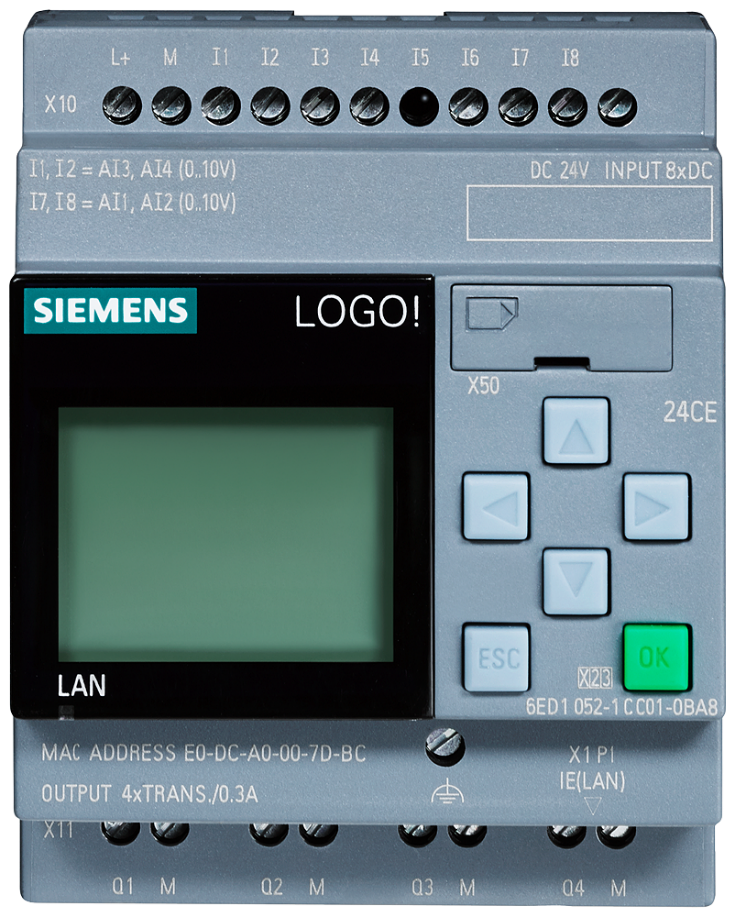 L+ M I1 I2 I3 I4 I5 I6 I7 I8
X10
I1, I2 = AI3, AI4 (0..10V)
I7, I8 = AI1, AI2 (0..10V)
DC 24V INPUT 8xDC
SIEMENS LOGO!
X50
24CE
ESC OK
X23
6ED1 052-1CC01-0BA8
LAN
MAC ADDRESS E0-DC-A0-00-7D-BC
X1 P1
IE(LAN)
OUTPUT 4xTRANS./0.3A
X11
Q1 M Q2 M Q3 M Q4 M